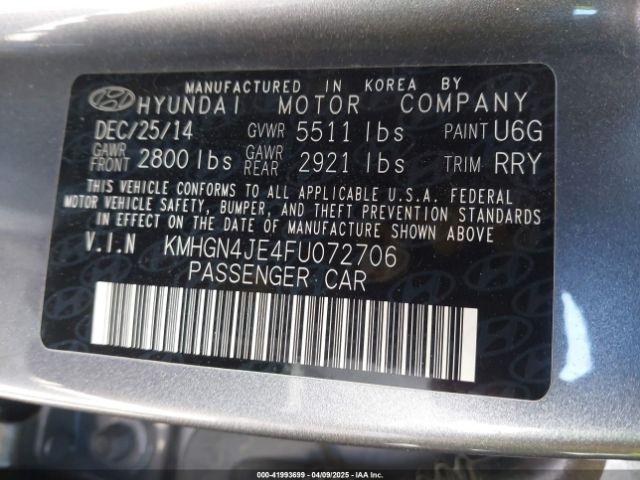 MANUFACTURED IN KOREA BY
HYUNDAI MOTOR COMPANY
DEC/25/14 GVWR 5511 lbs PAINT U6G
GAWR FRONT 2800 lbs GAWR REAR 2921 lbs TRIM RRY
THIS VEHICLE CONFORMS TO ALL APPLICABLE U.S.A. FEDERAL
MOTOR VEHICLE SAFETY, BUMPER, AND THEFT PREVENTION STANDARDS
IN EFFECT ON THE DATE OF MANUFACTURE SHOWN ABOVE
V.I.N KMHGN4JE4FU072706
PASSENGER CAR
000-41993699 04/09/2025 IAAI.COM